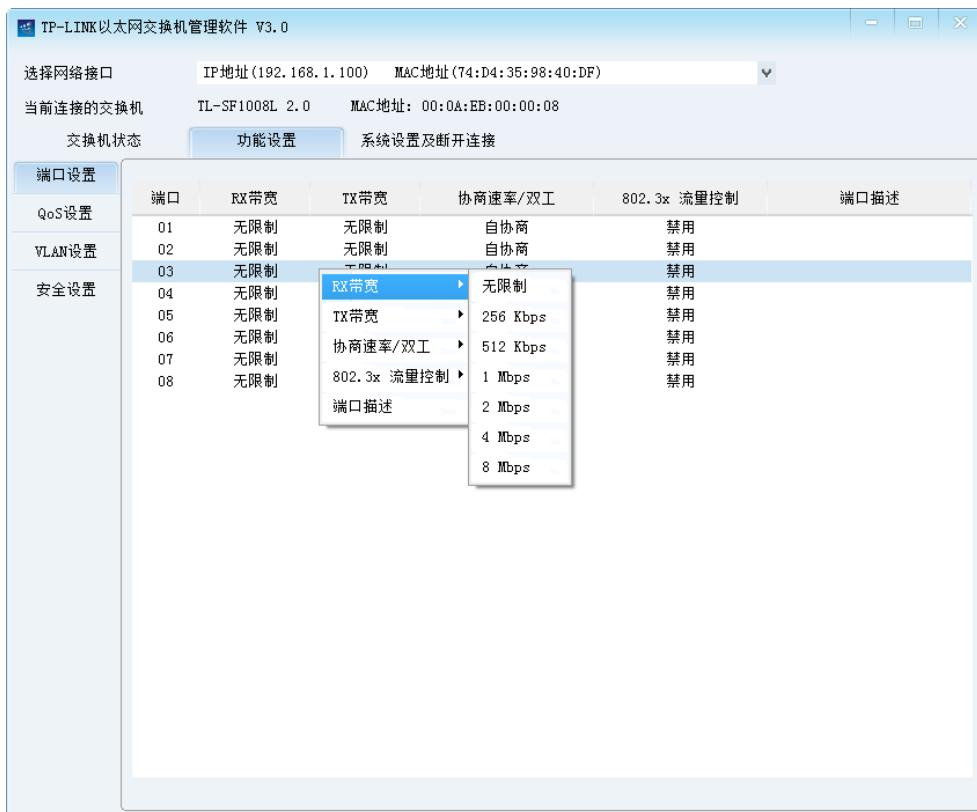 TP-LINK以太网交换机管理软件 V3.0
选择网络接口 IP地址(192.168.1.100) MAC地址(74:D4:35:98:40:DF)
当前连接的交换机 TL-SF1008L 2.0 MAC地址: 00:0A:EB:00:00:08
交换机状态 功能设置 系统设置及断开连接
端口设置
QoS设置
VLAN设置
安全设置
端口 RX带宽 TX带宽 协商速率/双工 802.3x 流量控制 端口描述
01 无限制 无限制 自协商 禁用
02 无限制 无限制 自协商 禁用
03 无限制 无限制 自协商 禁用
04 无限制 禁用
05 无限制 禁用
06 无限制 禁用
07 无限制 禁用
08 无限制 禁用
RX带宽
TX带宽
协商速率/双工
802.3x 流量控制
端口描述
无限制
256 Kbps
512 Kbps
1 Mbps
2 Mbps
4 Mbps
8 Mbps